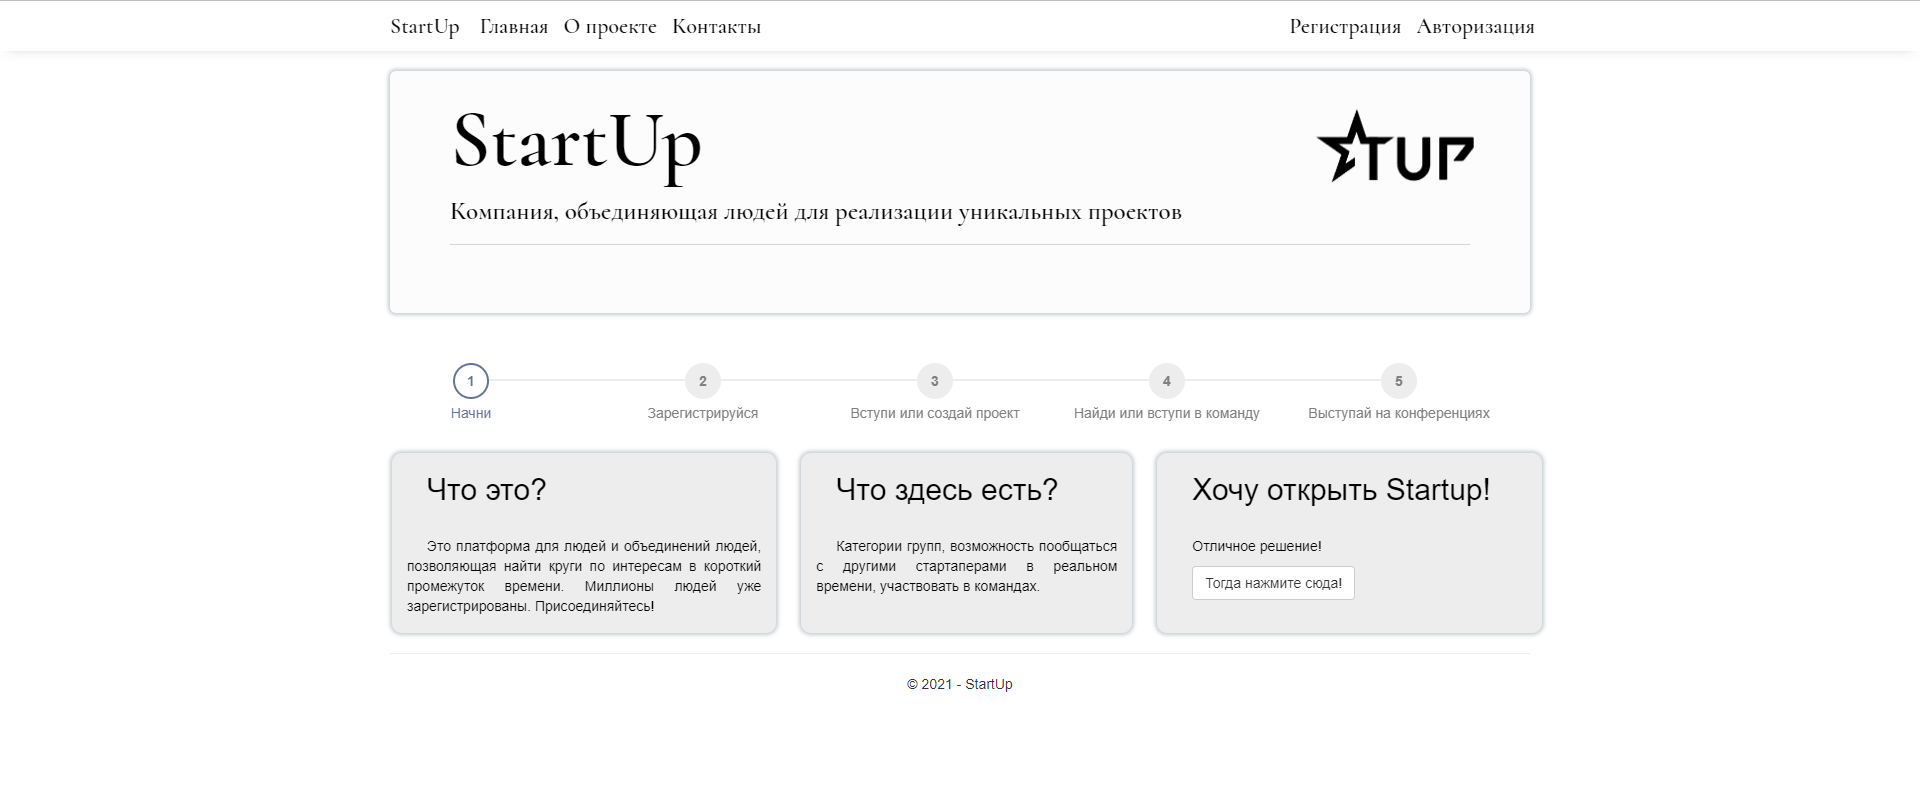 StartUp Главная О проекте Контакты Регистрация Авторизация
StartUp
TUP
Компания, объединяющая людей для реализации уникальных проектов
1 2 3 4 5
Начни Зарегистрируйся Вступи или создай проект Найди или вступи в команду Выступай на конференциях
Что это?
Это платформа для людей и объединений людей,
позволяющая найти круги по интересам в короткий
промежуток времени. Миллионы людей уже
зарегистрированы. Присоединяйтесь!
Что здесь есть?
Категории групп, возможность пообщаться
с другими стартаперами в реальном
времени, участвовать в командах.
Хочу открыть Startup!
Отличное решение!
Тогда нажмите сюда!
© 2021 - StartUp